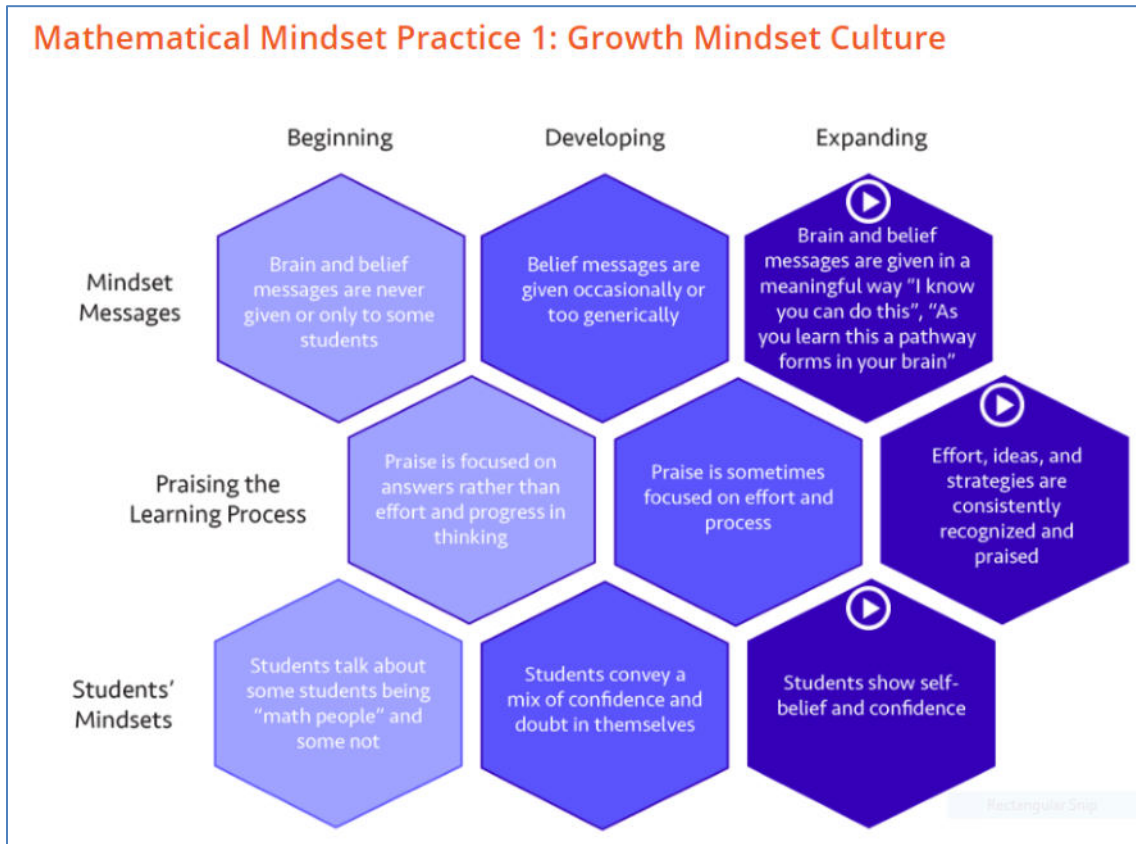 Mathematical Mindset Practice 1: Growth Mindset Culture
Beginning
Developing
Expanding
Mindset
Messages
Brain and belief
messages are never
given or only to some
students
Belief messages are
given occasionally or
too generically
Brain and belief
messages are given in a
meaningful way "I know
you can do this", "As
you learn this a pathway
forms in your brain"
Praising the
Learning Process
Praise is focused on
answers rather than
effort and progress in
thinking
Praise is sometimes
focused on effort and
process
Effort, ideas, and
strategies are
consistently
recognized and
praised
Students'
Mindsets
Students talk about
some students being
"math people" and
some not
Students convey a
mix of confidence and
doubt in themselves
Students show self-
belief and confidence
Rectangular Snip